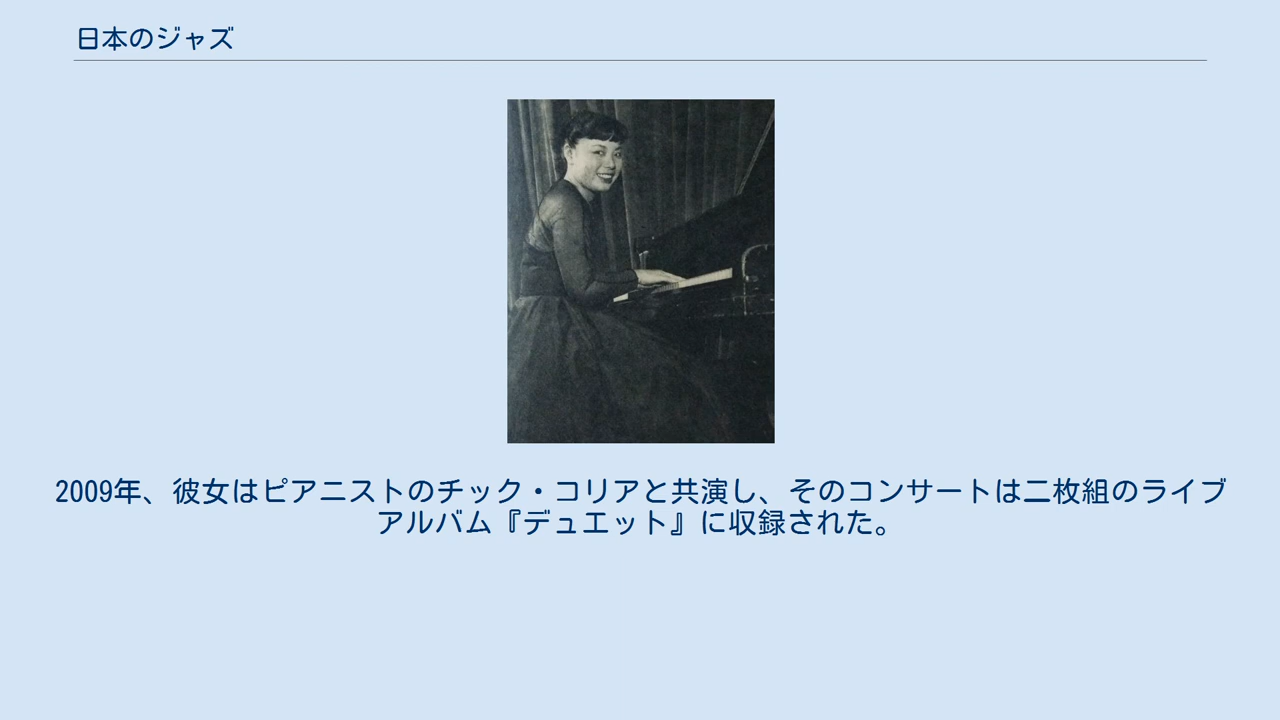 日本のジャズ
2009年、彼女はピアニストのチック・コリアと共演し、そのコンサートは二枚組のライブ
アルバム『デュエット』に収録された。